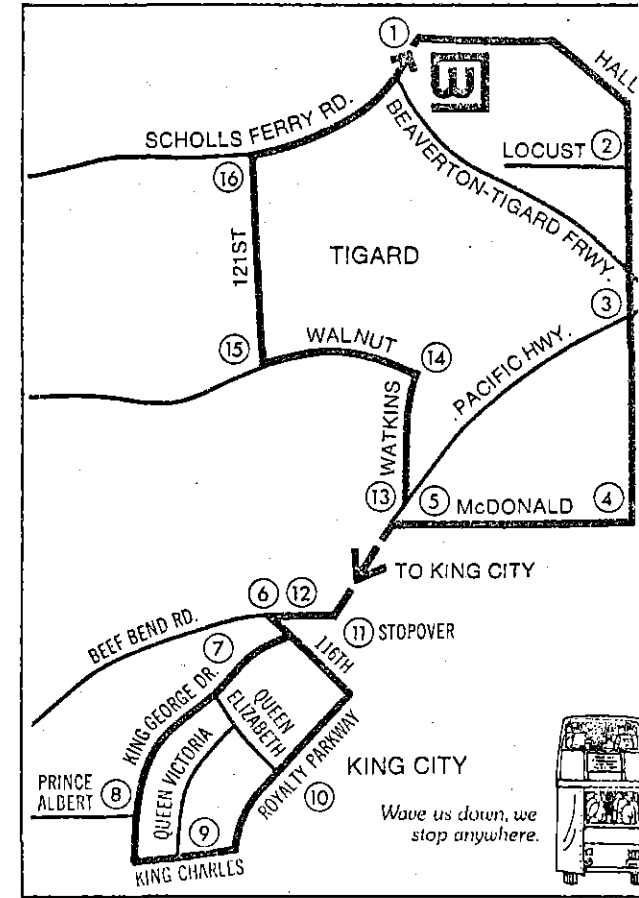 1
HALL
SCHOLLS FERRY RD.
BEAVERTON-TIGARD FRWY.
LOCUST 2
16
121ST
TIGARD
3
15
WALNUT
14
PACIFIC HWY.
WATKINS
13
5 McDONALD 4
TO KING CITY
6 12
BEEF BEND RD.
11 STOPOVER
7
116TH
KING GEORGE DR.
QUEEN
ELIZABETH
QUEEN VICTORIA
ROYALTY PARKWAY
KING CITY
PRINCE
ALBERT 8
10
Wave us down, we
stop anywhere.
9
KING CHARLES